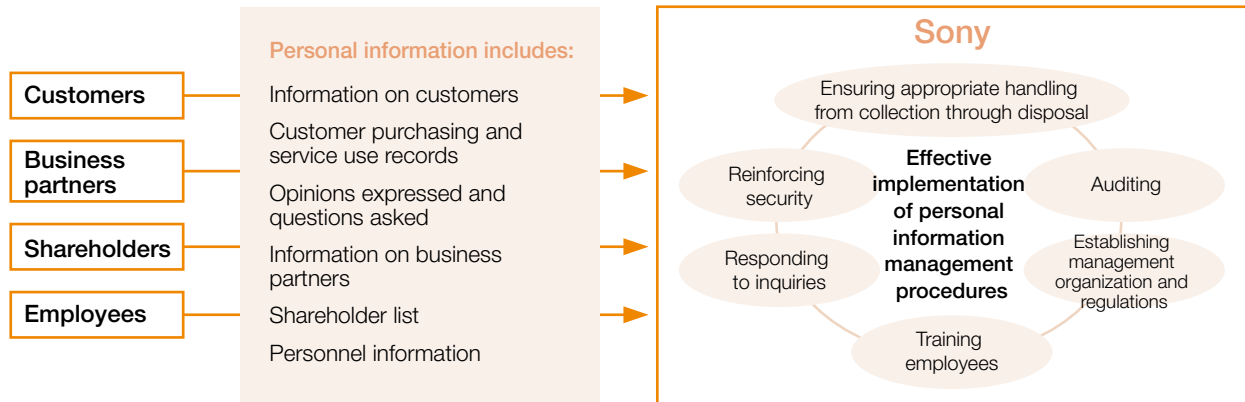 Customers
Business
partners
Shareholders
Employees
Personal information includes:
Information on customers
Customer purchasing and
service use records
Opinions expressed and
questions asked
Information on business
partners
Shareholder list
Personnel information
Sony
Ensuring appropriate handling
from collection through disposal
Reinforcing
security
Effective
implementation
of personal
information
management
procedures
Auditing
Responding
to inquiries
Establishing
management
organization and
regulations
Training
employees